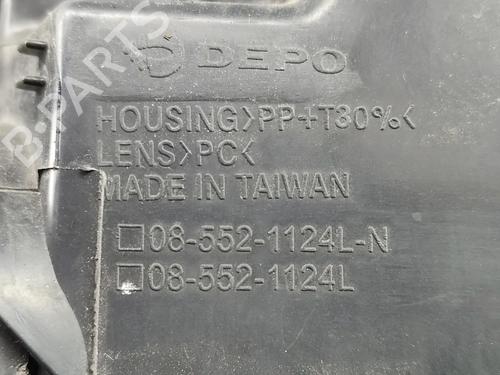 DEPO
HOUSING>PP+T30%<
LENS>PC<
MADE IN TAIWAN
□08-552-1124L-N
□08-552-1124L
B-PARTS